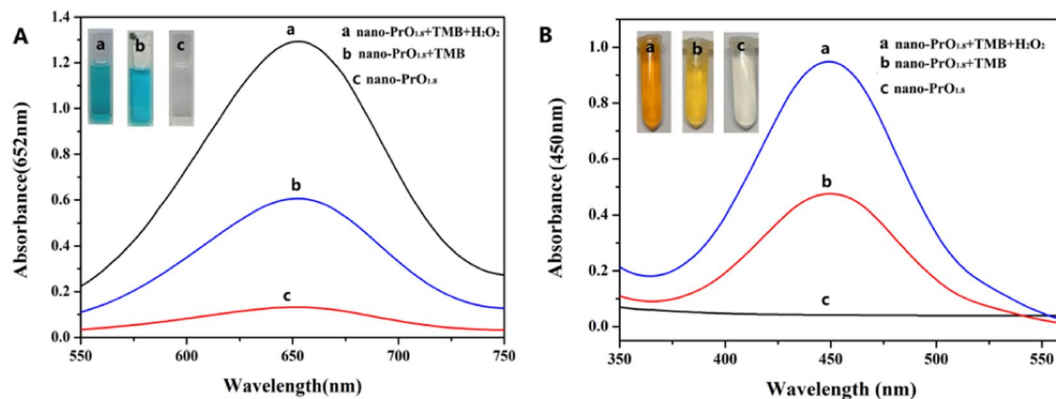 A
a b c
a nano-PrO1.8+TMB+H2O2
b nano-PrO1.8+TMB
c nano-PrO1.8
a
b
c
1.4
1.2
1.0
0.8
0.6
0.4
0.2
0.0
550 600 650 700 750
Absorbance(652nm)
Wavelength(nm)
B
a b c
a nano-PrO1.8+TMB+H2O2
b nano-PrO1.8+TMB
c nano-PrO1.8
a
b
c
1.0
0.8
0.6
0.4
0.2
0.0
350 400 450 500 550
Absorbance (450nm)
Wavelength (nm)